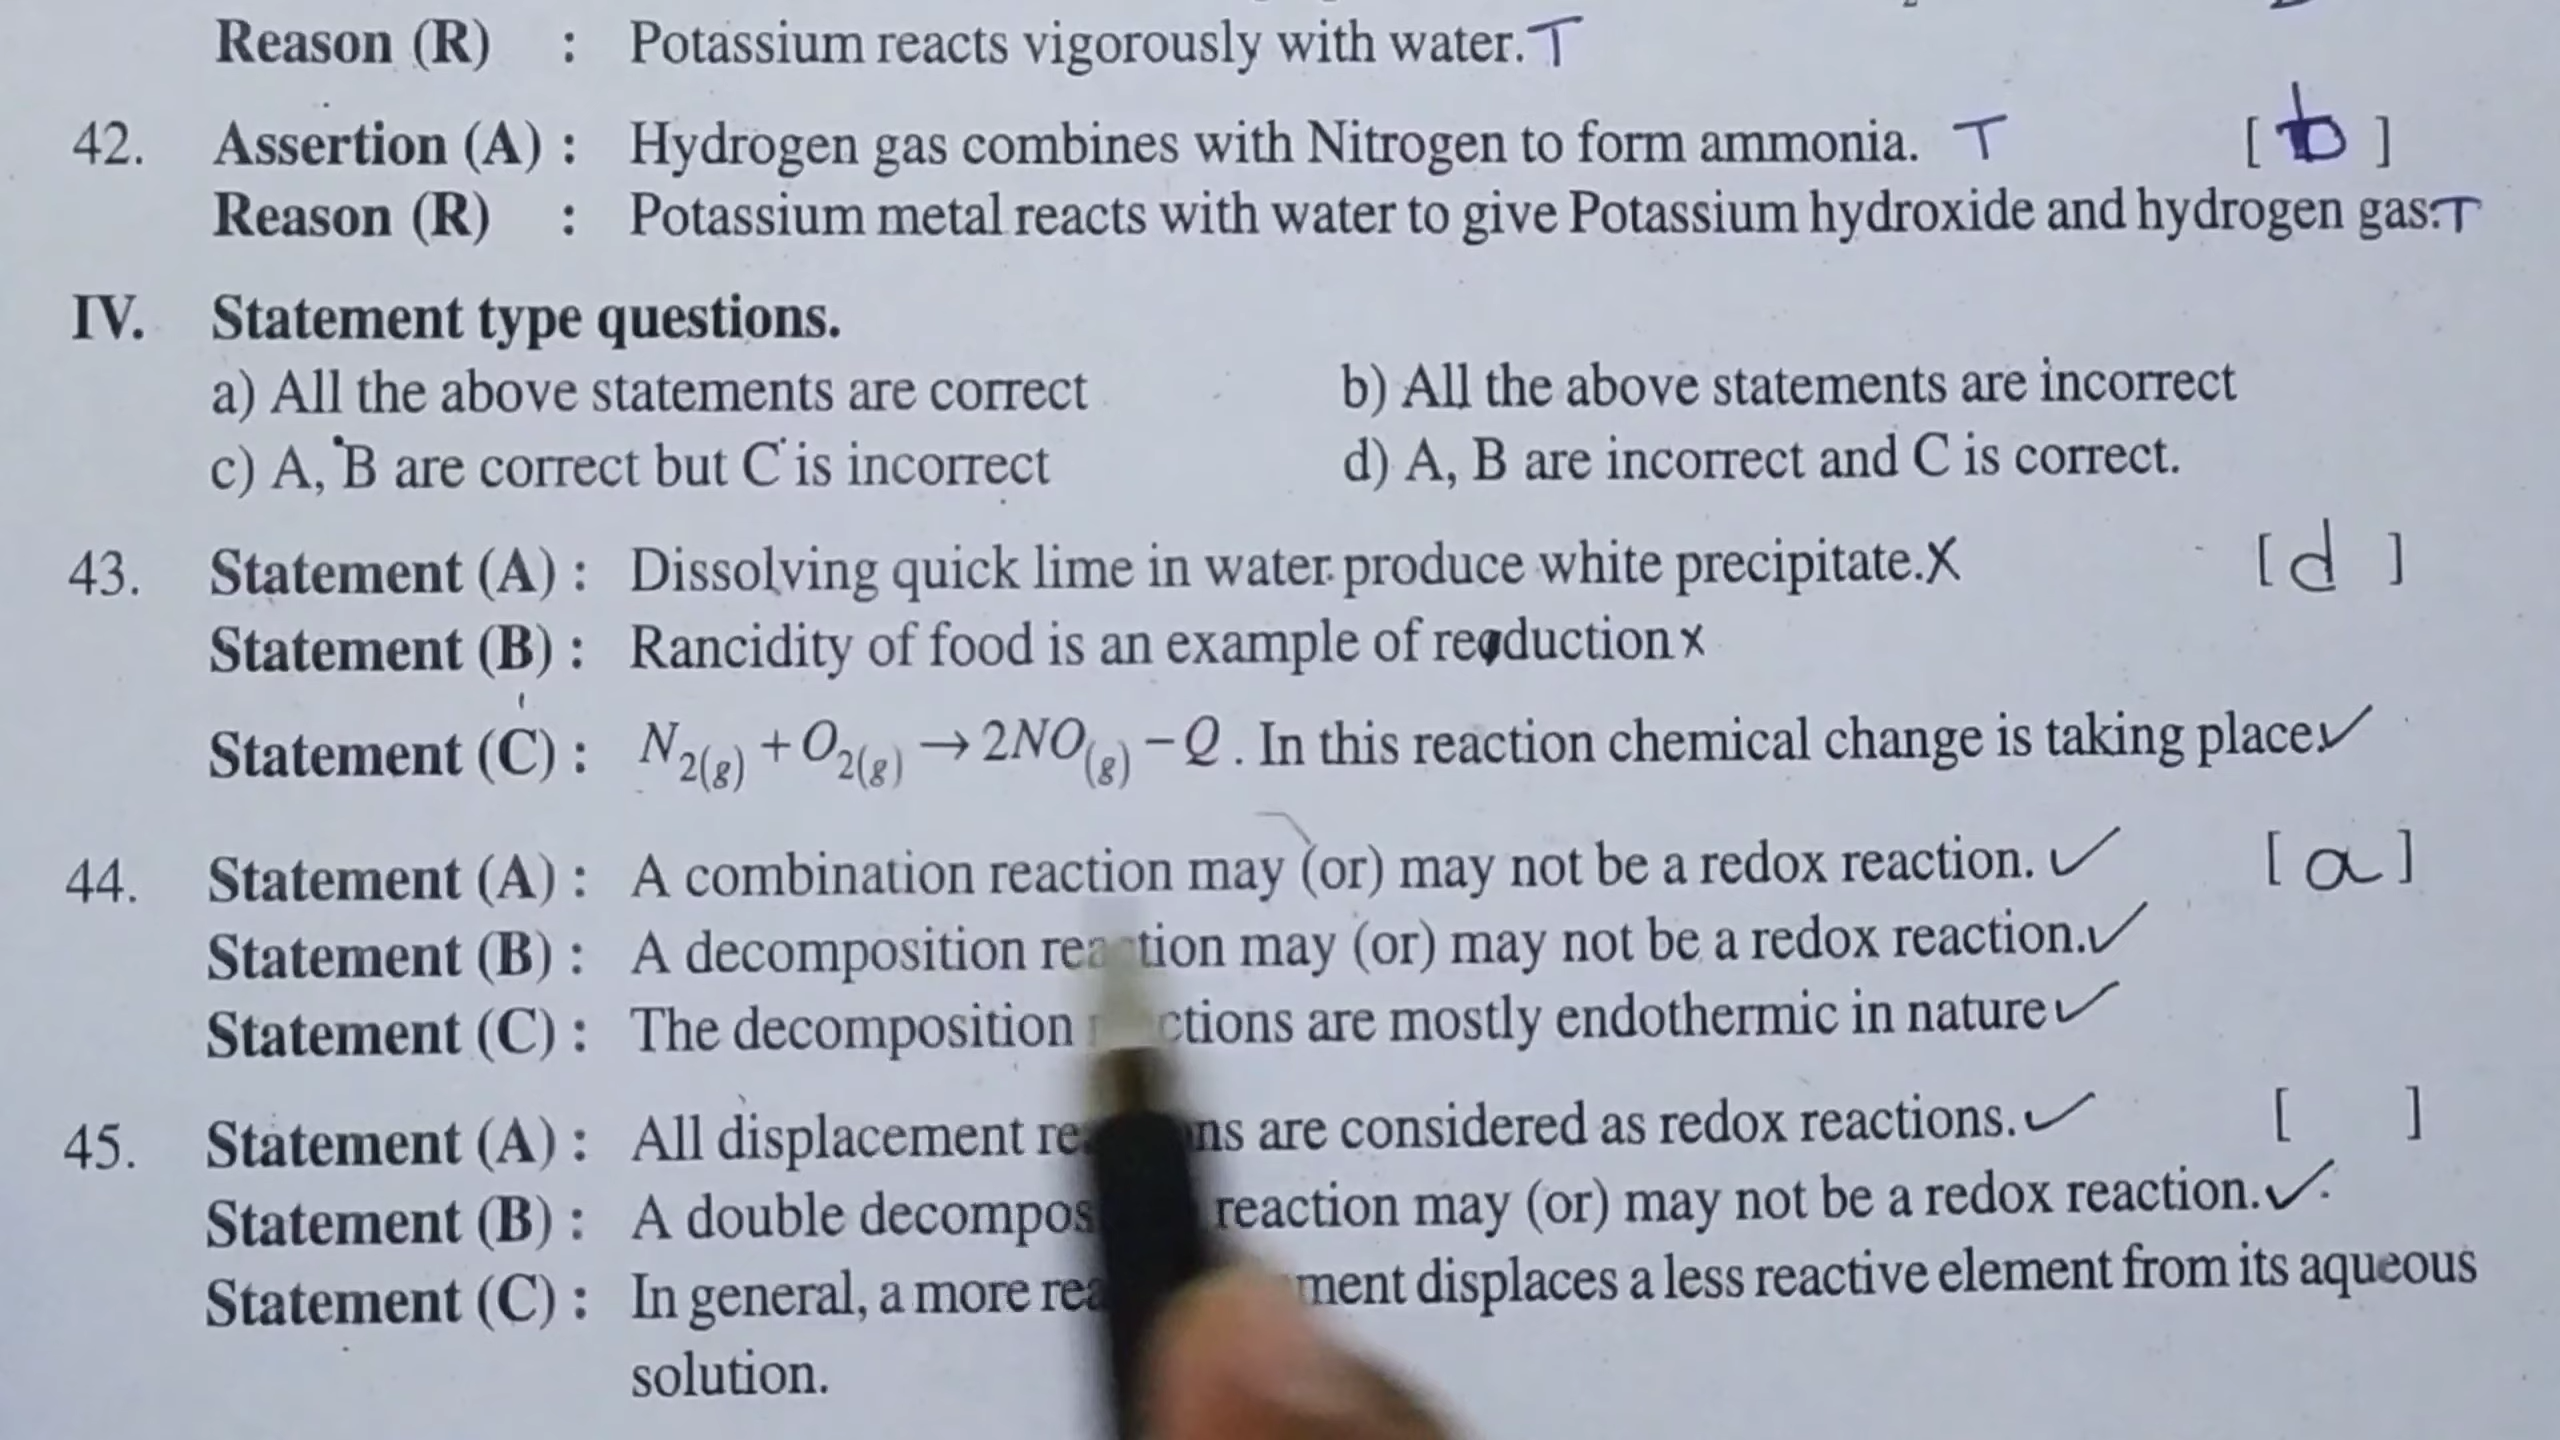 Reason (R) : Potassium reacts vigorously with water. T
42. Assertion (A) : Hydrogen gas combines with Nitrogen to form ammonia. T [ b ]
Reason (R) : Potassium metal reacts with water to give Potassium hydroxide and hydrogen gas. T
IV. Statement type questions.
a) All the above statements are correct b) All the above statements are incorrect
c) A, B are correct but C is incorrect d) A, B are incorrect and C is correct.
43. Statement (A) : Dissolving quick lime in water produce white precipitate. X [ d ]
Statement (B) : Rancidity of food is an example of reduction x
Statement (C) : N2(g) + O2(g) → 2NO(g) − Q . In this reaction chemical change is taking place. ✓
44. Statement (A) : A combination reaction may (or) may not be a redox reaction. ✓ [ a ]
Statement (B) : A decomposition reaction may (or) may not be a redox reaction. ✓
Statement (C) : The decomposition ctions are mostly endothermic in nature ✓
45. Statement (A) : All displacement re ns are considered as redox reactions. ✓ [ ]
Statement (B) : A double decompos reaction may (or) may not be a redox reaction. ✓
Statement (C) : In general, a more rea ment displaces a less reactive element from its aqueous
solution.